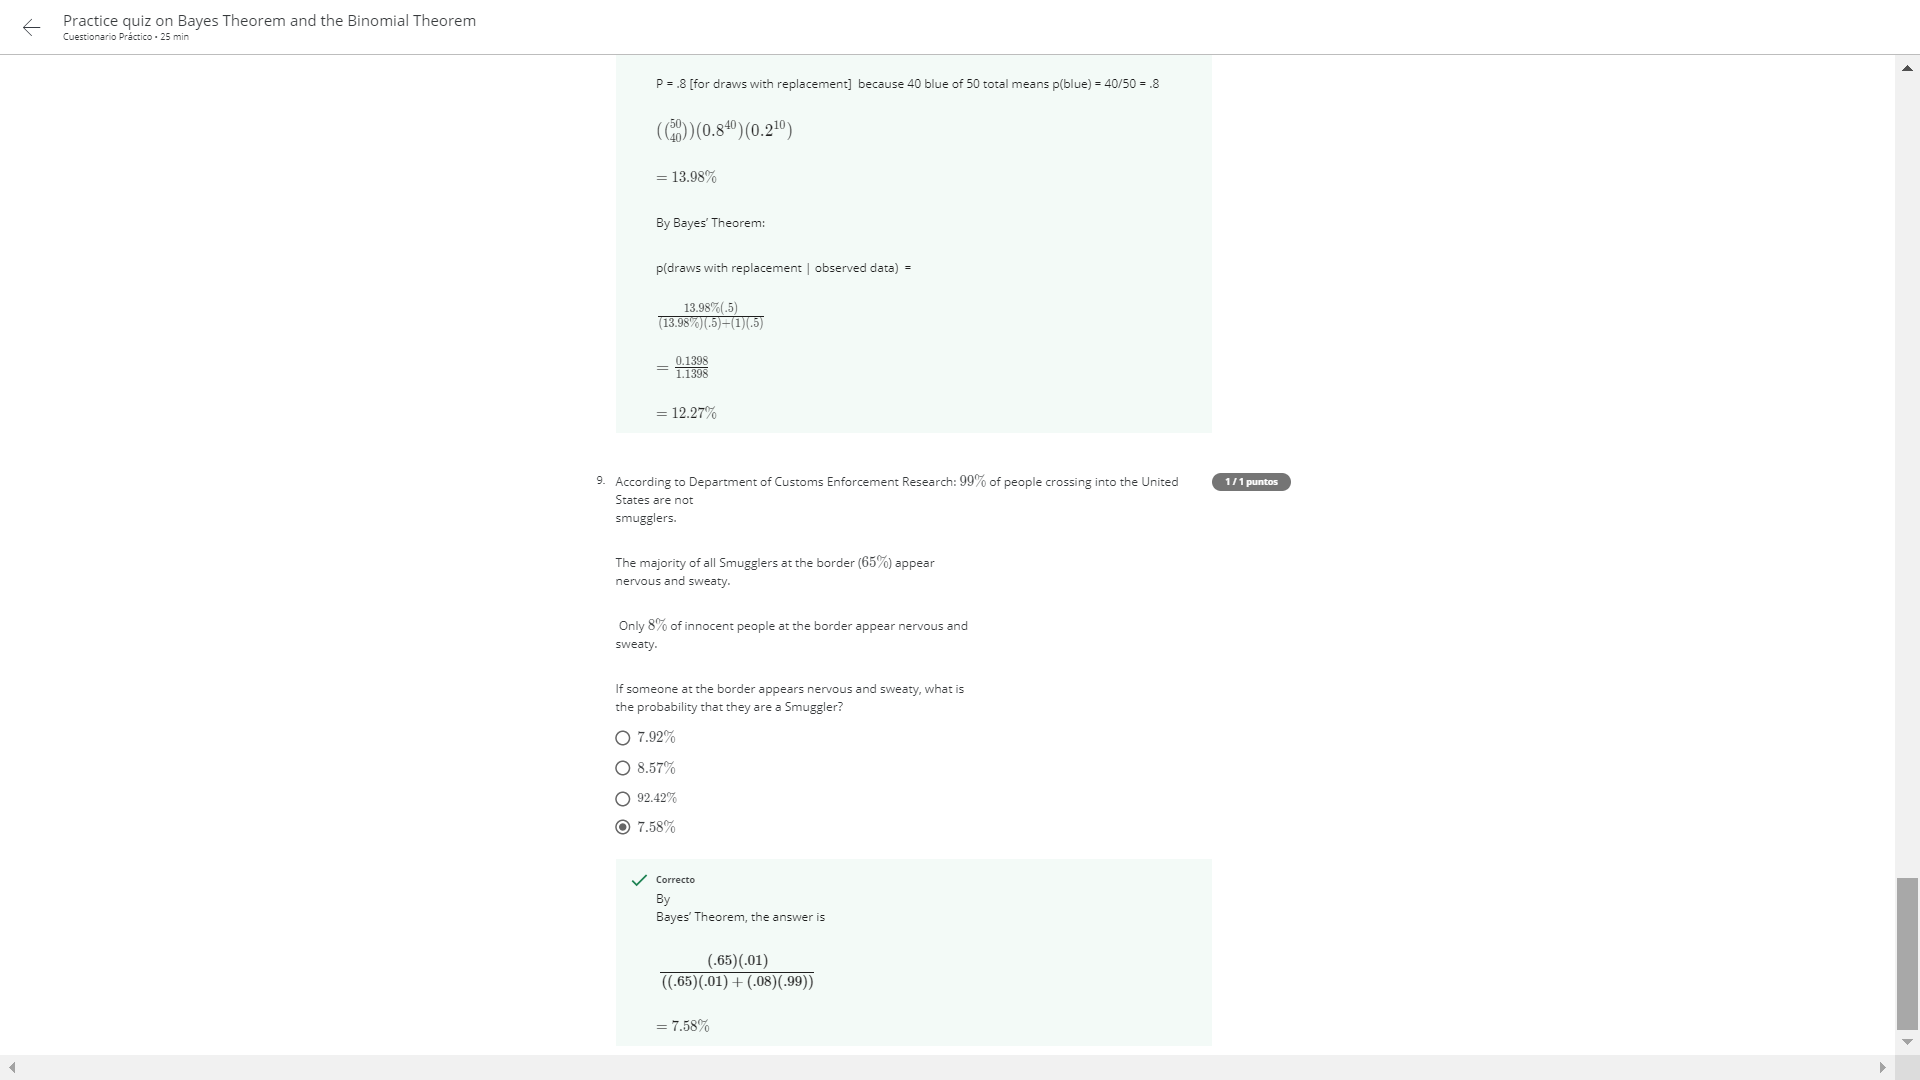 Practice quiz on Bayes Theorem and the Binomial Theorem
Cuestionario Práctico • 25 min
P = .8 [for draws with replacement]  because 40 blue of 50 total means p(blue) = 40/50 = .8
((50 40))(0.8^40)(0.2^10)
= 13.98%
By Bayes’ Theorem:
p(draws with replacement | observed data)  =
13.98%(.5)
(13.98%)(.5)+(1)(.5)
= 0.1398
1.1398
= 12.27%
9. According to Department of Customs Enforcement Research: 99% of people crossing into the United
States are not
smugglers.
1 / 1 puntos
The majority of all Smugglers at the border (65%) appear
nervous and sweaty.
Only 8% of innocent people at the border appear nervous and
sweaty.
If someone at the border appears nervous and sweaty, what is
the probability that they are a Smuggler?
7.92%
8.57%
92.42%
7.58%
Correcto
By
Bayes’ Theorem, the answer is
(.65)(.01)
((.65)(.01) + (.08)(.99))
= 7.58%